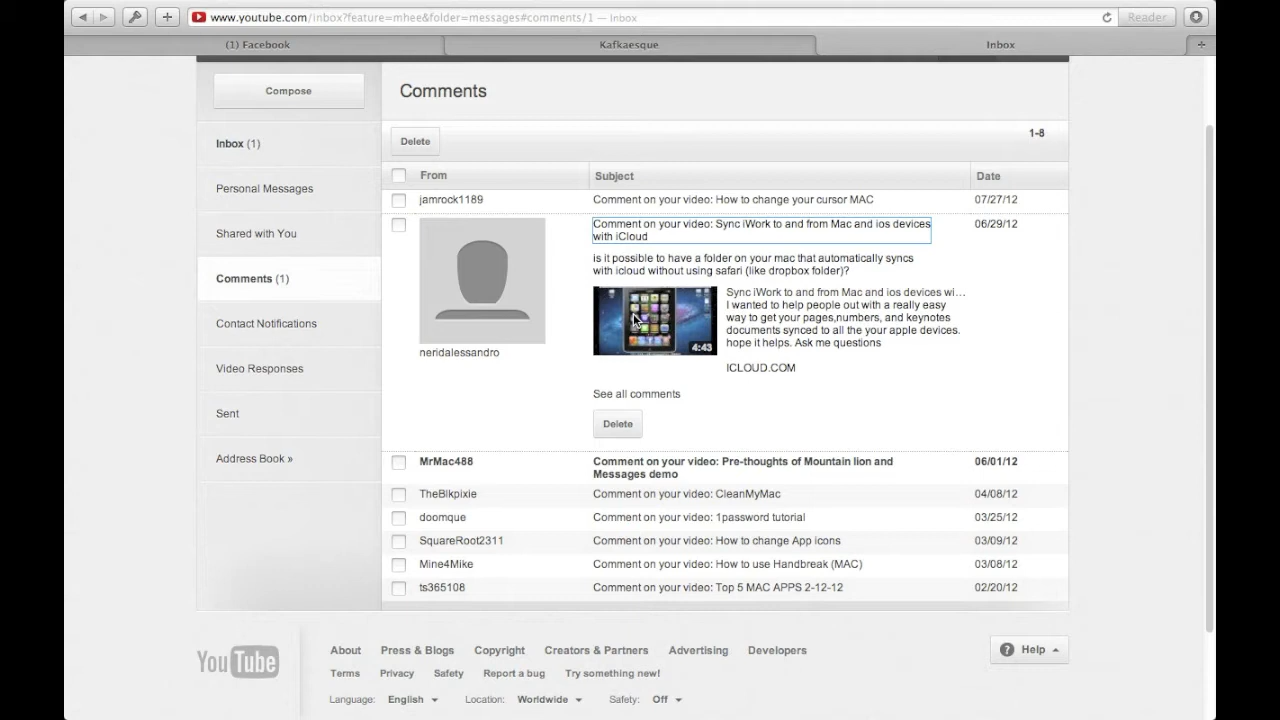 www.youtube.com/inbox?feature=mhee&folder=messages#comments/1 — Inbox
Reader
(1) Facebook
Kafkaesque
Inbox
Compose
Comments
Inbox (1)
Delete
1-8
From
Subject
Date
Personal Messages
jamrock1189
Comment on your video: How to change your cursor MAC
07/27/12
Shared with You
Comment on your video: Sync iWork to and from Mac and ios devices
with iCloud
06/29/12
is it possible to have a folder on your mac that automatically syncs
with icloud without using safari (like dropbox folder)?
Comments (1)
Sync iWork to and from Mac and ios devices wi...
I wanted to help people out with a really easy
way to get your pages,numbers, and keynotes
documents synced to all the your apple devices.
hope it helps. Ask me questions
4:43
ICLOUD.COM
Contact Notifications
neridalessandro
Video Responses
See all comments
Sent
Delete
Address Book »
MrMac488
Comment on your video: Pre-thoughts of Mountain lion and
Messages demo
06/01/12
TheBlkpixie
Comment on your video: CleanMyMac
04/08/12
doomque
Comment on your video: 1password tutorial
03/25/12
SquareRoot2311
Comment on your video: How to change App icons
03/09/12
Mine4Mike
Comment on your video: How to use Handbreak (MAC)
03/08/12
ts365108
Comment on your video: Top 5 MAC APPS 2-12-12
02/20/12
YouTube
About
Press & Blogs
Copyright
Creators & Partners
Advertising
Developers
? Help
Terms
Privacy
Safety
Report a bug
Try something new!
Language: English
Location: Worldwide
Safety: Off